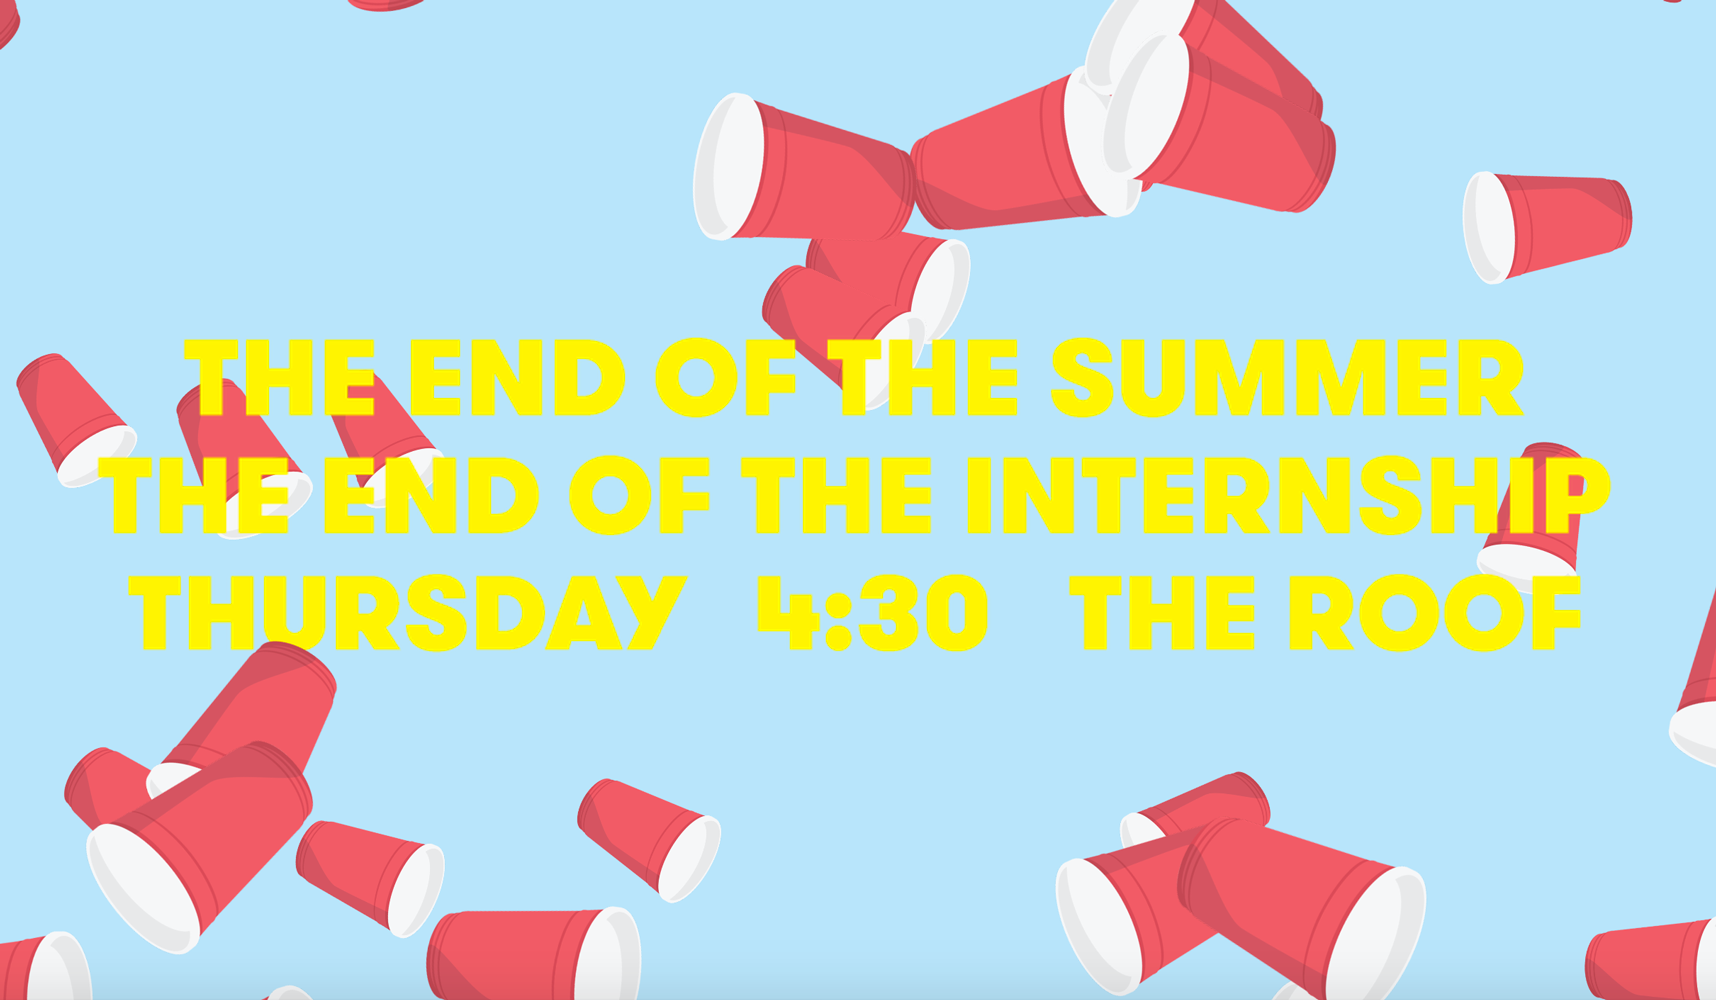 THE END OF THE SUMMER
THE END OF THE INTERNSHIP
THURSDAY 4:30 THE ROOF